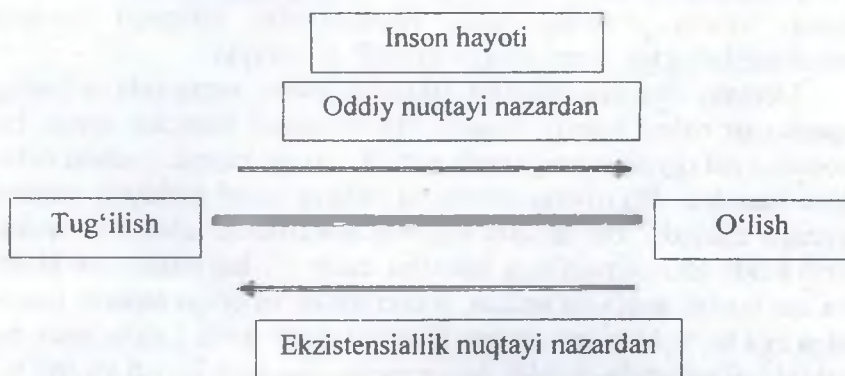 Inson hayoti
Oddiy nuqtayi nazardan
Tug‘ilish
O‘lish
Ekzistensiallik nuqtayi nazardan